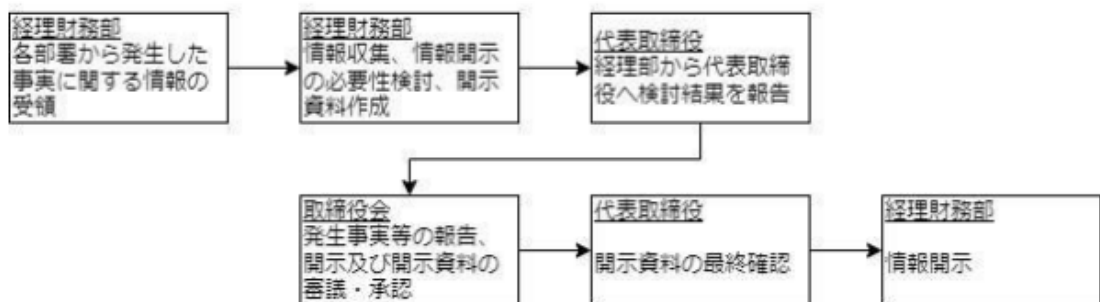 経理財務部
各部署から発生した
事実に関する情報の
受領
経理財務部
情報収集、情報開示
の必要性検討、開示
資料作成
代表取締役
経理部から代表取締
役へ検討結果を報告
取締役会
発生事実等の報告、
開示及び開示資料の
審議・承認
代表取締役
開示資料の最終確認
経理財務部
情報開示